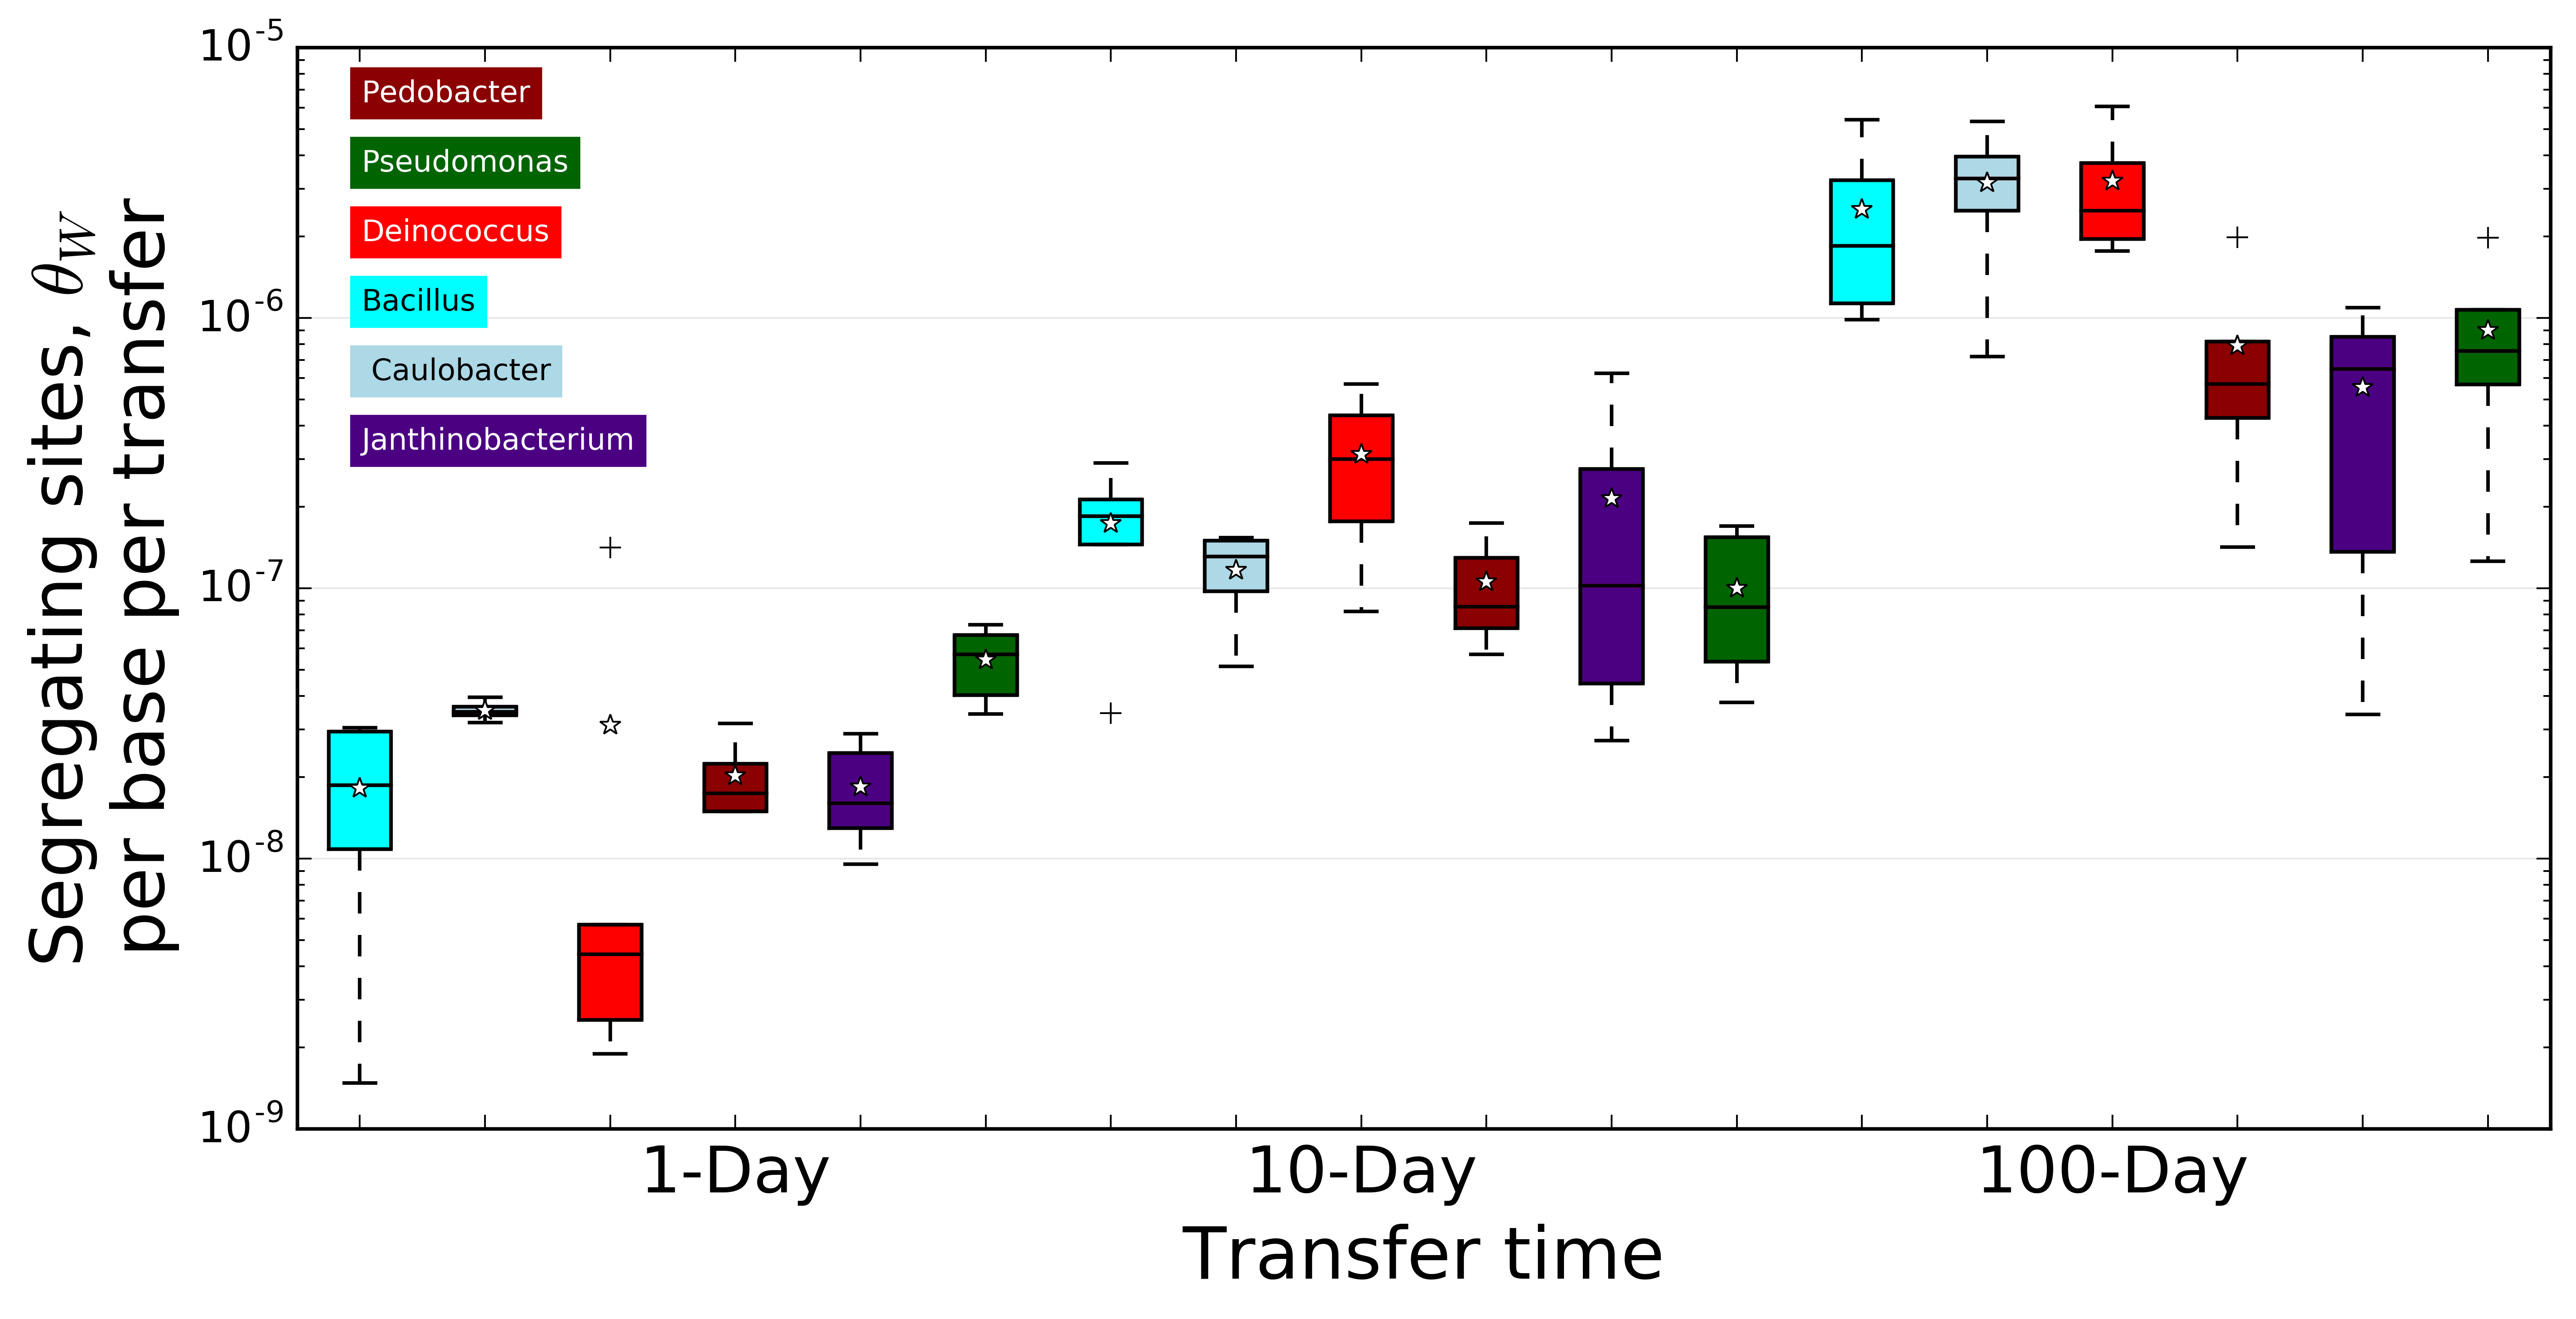 Segregating sites, θ_W
per base per transfer
10^-5
10^-6
10^-7
10^-8
10^-9
Pedobacter
Pseudomonas
Deinococcus
Bacillus
Caulobacter
Janthinobacterium
1-Day
10-Day
100-Day
Transfer time